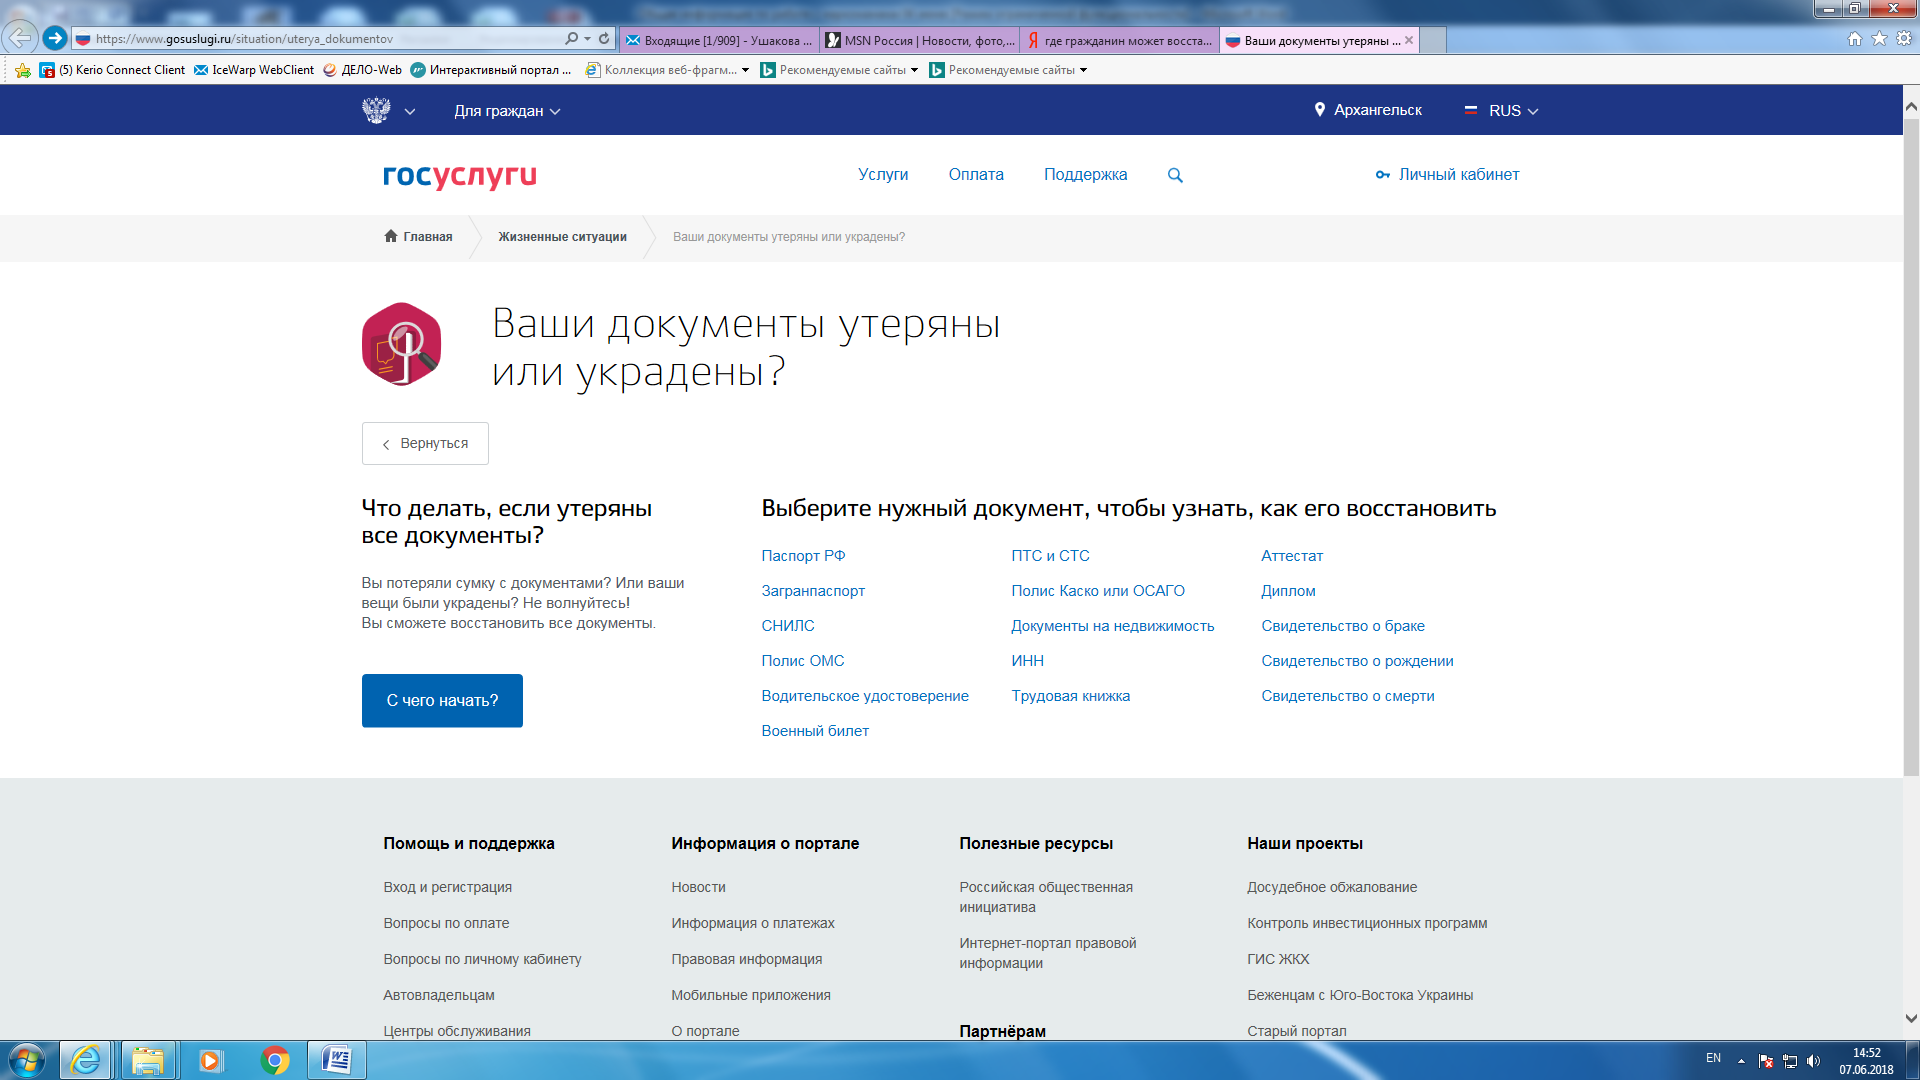 https://www.gosuslugi.ru/situation/uterya_dokumentov
Входящие [1/909] - Ушакова ...
MSN Россия | Новости, фото,...
где гражданин может восста...
Ваши документы утеряны ...
(5) Kerio Connect Client
IceWarp WebClient
ДЕЛО-Web
Интерактивный портал ...
Коллекция веб-фрагм...
Рекомендуемые сайты
Рекомендуемые сайты
Для граждан
Архангельск
RUS
госуслуги
Услуги
Оплата
Поддержка
Личный кабинет
Главная
Жизненные ситуации
Ваши документы утеряны или украдены?
Ваши документы утеряны
или украдены?
Вернуться
Что делать, если утеряны
все документы?
Вы потеряли сумку с документами? Или ваши
вещи были украдены? Не волнуйтесь!
Вы сможете восстановить все документы.
С чего начать?
Выберите нужный документ, чтобы узнать, как его восстановить
Паспорт РФ
Загранпаспорт
СНИЛС
Полис ОМС
Водительское удостоверение
Военный билет
ПТС и СТС
Полис Каско или ОСАГО
Документы на недвижимость
ИНН
Трудовая книжка
Аттестат
Диплом
Свидетельство о браке
Свидетельство о рождении
Свидетельство о смерти
Помощь и поддержка
Вход и регистрация
Вопросы по оплате
Вопросы по личному кабинету
Автовладельцам
Центры обслуживания
Информация о портале
Новости
Информация о платежах
Правовая информация
Мобильные приложения
О портале
Полезные ресурсы
Российская общественная
инициатива
Интернет-портал правовой
информации
Партнёрам
Наши проекты
Досудебное обжалование
Контроль инвестиционных программ
ГИС ЖКХ
Беженцам с Юго-Востока Украины
Старый портал
EN
14:52
07.06.2018